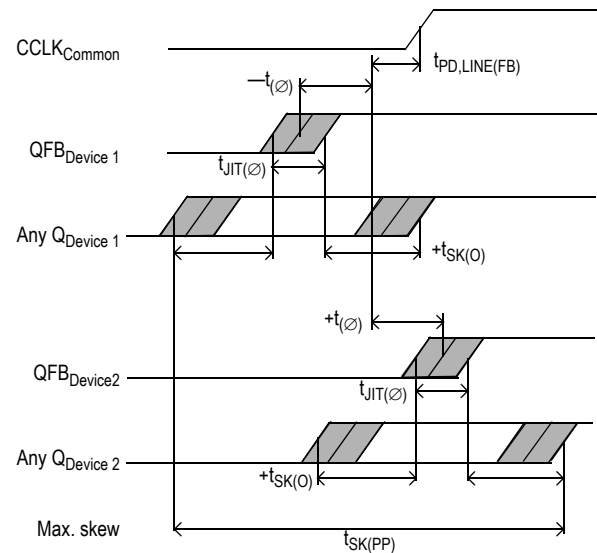 CCLKCommon
tPD,LINE(FB)
—t(∅)
QFBDevice 1
tJIT(∅)
Any QDevice 1
+tSK(O)
+t(∅)
QFBDevice2
tJIT(∅)
Any QDevice 2
+tSK(O)
Max. skew
tSK(PP)